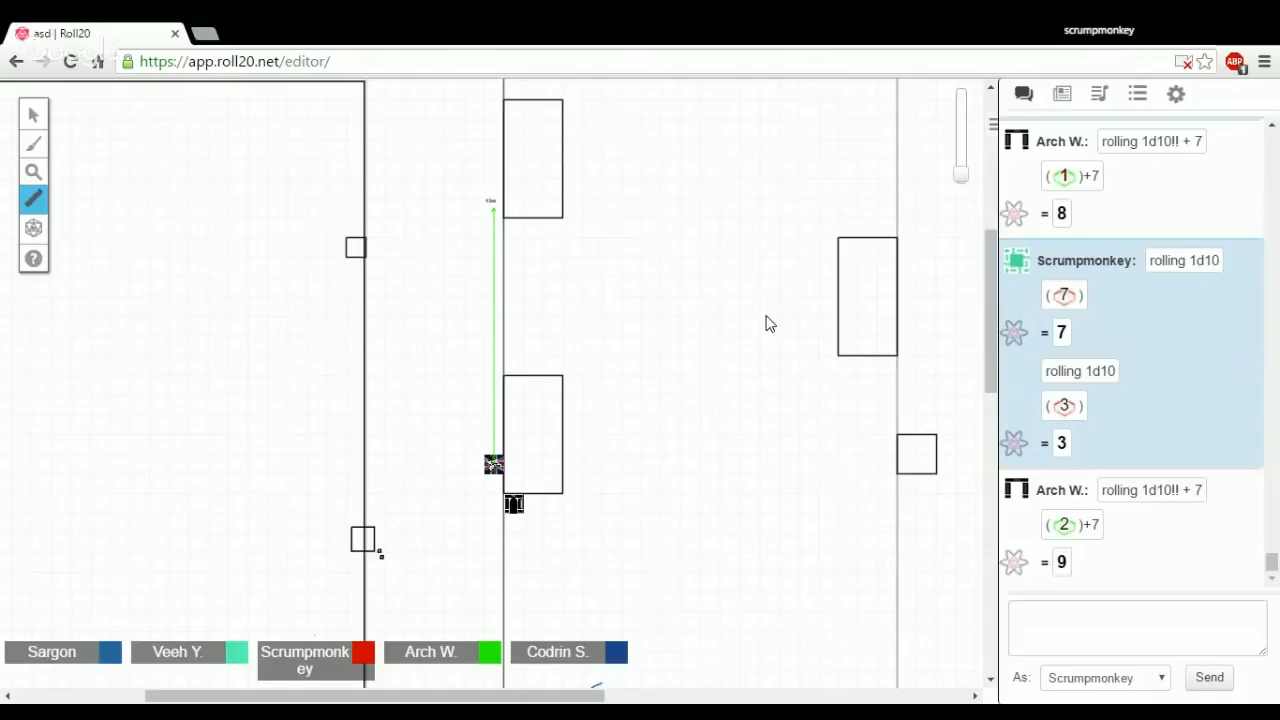 scrumpmonkey
asd | Roll20
https://app.roll20.net/editor/
ABP
1
Arch W.: rolling 1d10!! + 7
(1)+7
= 8
Scrumpmonkey: rolling 1d10
(7)
= 7
rolling 1d10
(3)
= 3
Arch W.: rolling 1d10!! + 7
(2)+7
= 9
Sargon
Veeh Y.
Scrumpmonk
ey
Arch W.
Codrin S.
As: Scrumpmonkey
Send